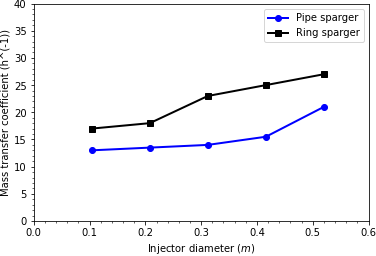 40
35
30
25
20
15
10
5
0
Mass transfer coefficient (h^(-1))
Pipe sparger
Ring sparger
0.0 0.1 0.2 0.3 0.4 0.5 0.6
Injector diameter (m)